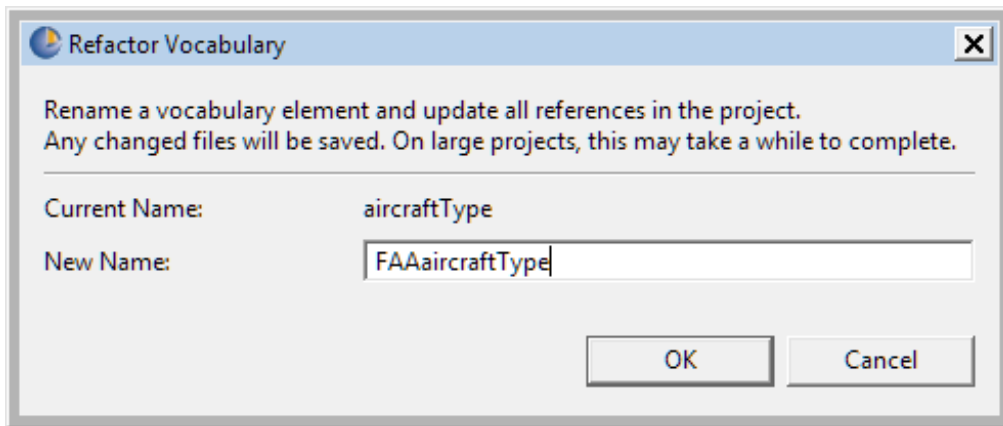 Refactor Vocabulary
Rename a vocabulary element and update all references in the project.
Any changed files will be saved. On large projects, this may take a while to complete.
Current Name: aircraftType
New Name: FAAaircraftType
OK Cancel